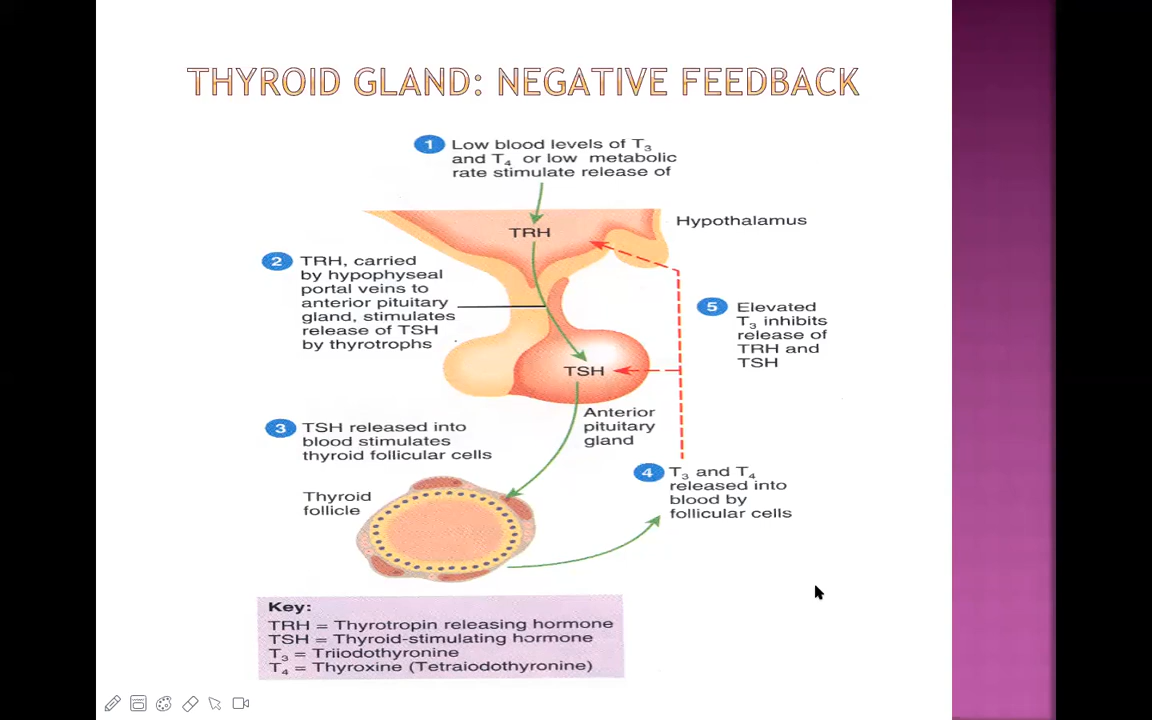 THYROID GLAND: NEGATIVE FEEDBACK
1 Low blood levels of T3
and T4 or low metabolic
rate stimulate release of
Hypothalamus
TRH
2 TRH, carried
by hypophyseal
portal veins to
anterior pituitary
gland, stimulates
release of TSH
by thyrotrophs
5 Elevated
T3 inhibits
release of
TRH and
TSH
TSH
Anterior
pituitary
gland
3 TSH released into
blood stimulates
thyroid follicular cells
4 T3 and T4
released into
blood by
follicular cells
Thyroid
follicle
Key:
TRH = Thyrotropin releasing hormone
TSH = Thyroid-stimulating hormone
T3 = Triiodothyronine
T4 = Thyroxine (Tetraiodothyronine)